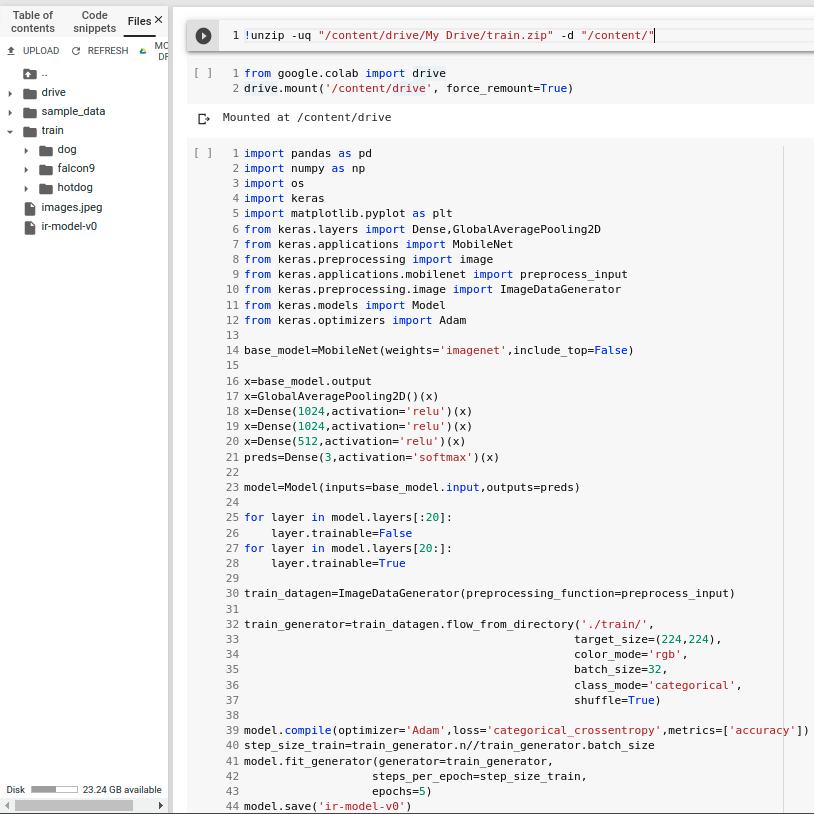 Table of contents
Code snippets
Files
UPLOAD
REFRESH
MO
DR
..
drive
sample_data
train
dog
falcon9
hotdog
images.jpeg
ir-model-v0
Disk 23.24 GB available
1 !unzip -uq "/content/drive/My Drive/train.zip" -d "/content/"
[ ] 1 from google.colab import drive
2 drive.mount('/content/drive', force_remount=True)
Mounted at /content/drive
[ ] 1 import pandas as pd
2 import numpy as np
3 import os
4 import keras
5 import matplotlib.pyplot as plt
6 from keras.layers import Dense,GlobalAveragePooling2D
7 from keras.applications import MobileNet
8 from keras.preprocessing import image
9 from keras.applications.mobilenet import preprocess_input
10 from keras.preprocessing.image import ImageDataGenerator
11 from keras.models import Model
12 from keras.optimizers import Adam
13
14 base_model=MobileNet(weights='imagenet',include_top=False)
15
16 x=base_model.output
17 x=GlobalAveragePooling2D()(x)
18 x=Dense(1024,activation='relu')(x)
19 x=Dense(1024,activation='relu')(x)
20 x=Dense(512,activation='relu')(x)
21 preds=Dense(3,activation='softmax')(x)
22
23 model=Model(inputs=base_model.input,outputs=preds)
24
25 for layer in model.layers[:20]:
26     layer.trainable=False
27 for layer in model.layers[20:]:
28     layer.trainable=True
29
30 train_datagen=ImageDataGenerator(preprocessing_function=preprocess_input)
31
32 train_generator=train_datagen.flow_from_directory('./train/',
33                                                  target_size=(224,224),
34                                                  color_mode='rgb',
35                                                  batch_size=32,
36                                                  class_mode='categorical',
37                                                  shuffle=True)
38
39 model.compile(optimizer='Adam',loss='categorical_crossentropy',metrics=['accuracy'])
40 step_size_train=train_generator.n//train_generator.batch_size
41 model.fit_generator(generator=train_generator,
42                    steps_per_epoch=step_size_train,
43                    epochs=5)
44 model.save('ir-model-v0')